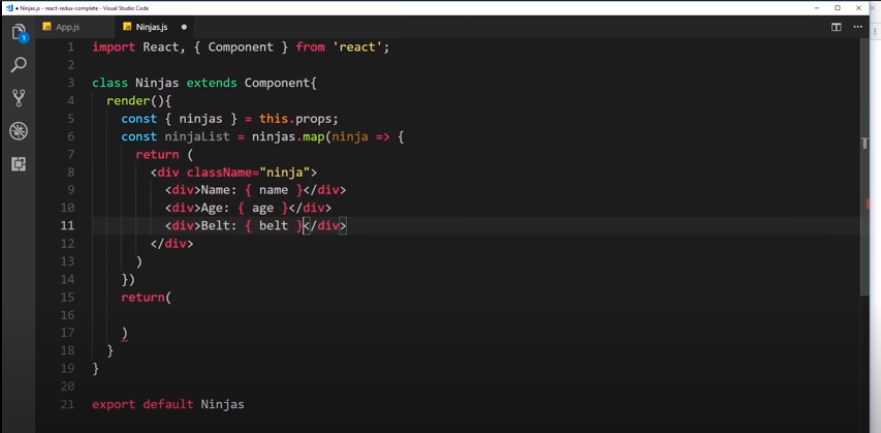 ● Ninjas.js - react-redux-complete - Visual Studio Code
App.js
Ninjas.js ●
1 import React, { Component } from 'react';
2
3 class Ninjas extends Component{
4 render(){
5 const { ninjas } = this.props;
6 const ninjaList = ninjas.map(ninja => {
7 return (
8 <div className="ninja">
9 <div>Name: { name }</div>
10 <div>Age: { age }</div>
11 <div>Belt: { belt }</div>
12 </div>
13 )
14 })
15 return(
16
17 )
18 }
19 }
20
21 export default Ninjas
1